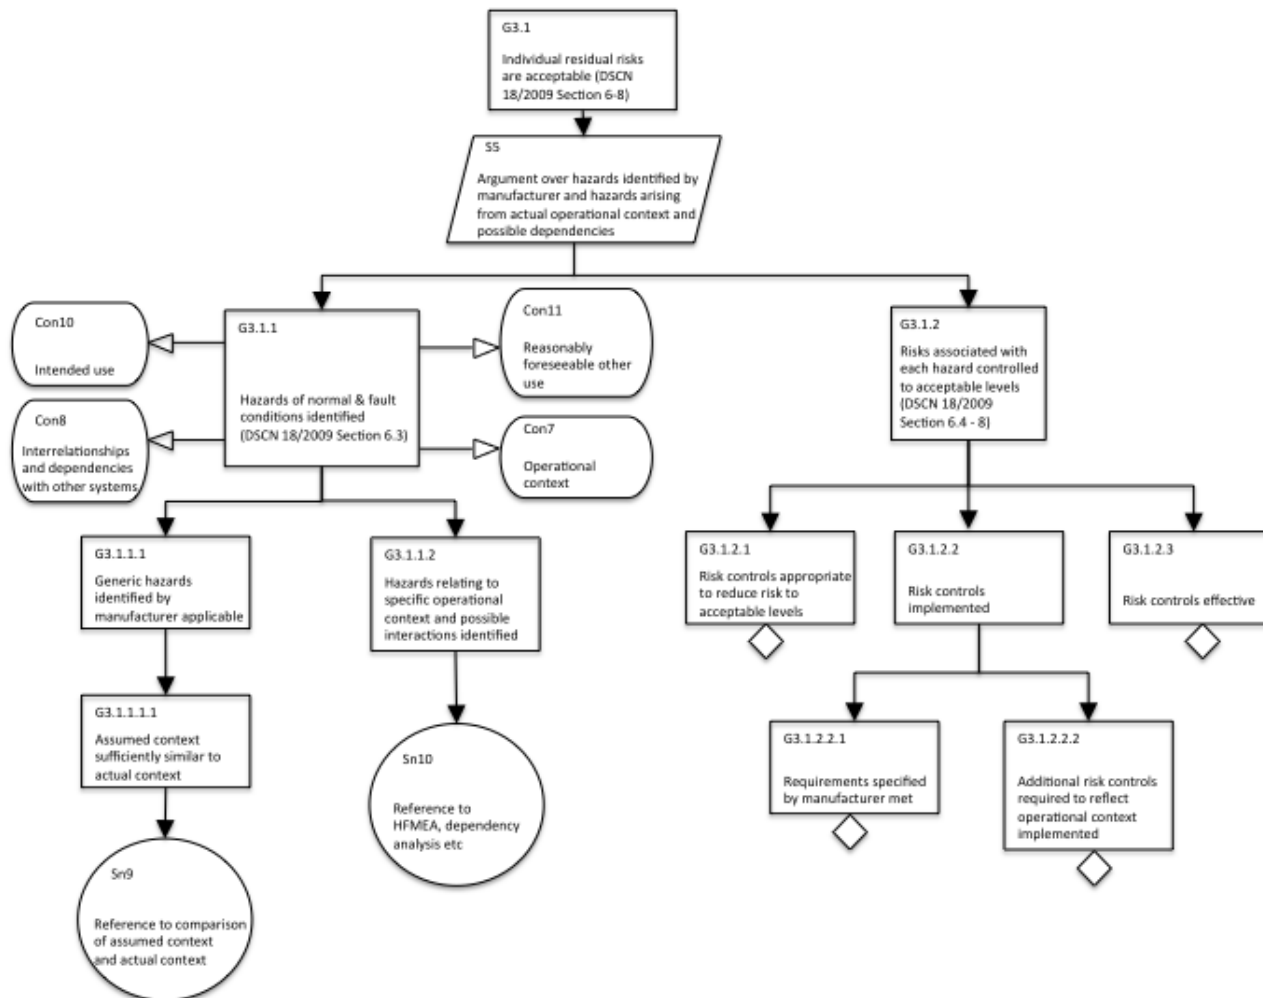 G3.1
Individual residual risks
are acceptable (DSCN
18/2009 Section 6-8)
S5
Argument over hazards identified by
manufacturer and hazards arising
from actual operational context and
possible dependencies
Con10
Intended use
G3.1.1
Hazards of normal & fault
conditions identified
(DSCN 18/2009 Section 6.3)
Con11
Reasonably
foreseeable other
use
G3.1.2
Risks associated with
each hazard controlled
to acceptable levels
(DSCN 18/2009
Section 6.4 - 8)
Con8
Interrelationships
and dependencies
with other systems
Con7
Operational
context
G3.1.1.1
Generic hazards
identified by
manufacturer applicable
G3.1.1.2
Hazards relating to
specific operational
context and possible
interactions identified
G3.1.2.1
Risk controls appropriate
to reduce risk to
acceptable levels
G3.1.2.2
Risk controls
implemented
G3.1.2.3
Risk controls effective
G3.1.1.1.1
Assumed context
sufficiently similar to
actual context
Sn10
Reference to
HFMEA, dependency
analysis etc
G3.1.2.2.1
Requirements specified
by manufacturer met
G3.1.2.2.2
Additional risk controls
required to reflect
operational context
implemented
Sn9
Reference to comparison
of assumed context
and actual context